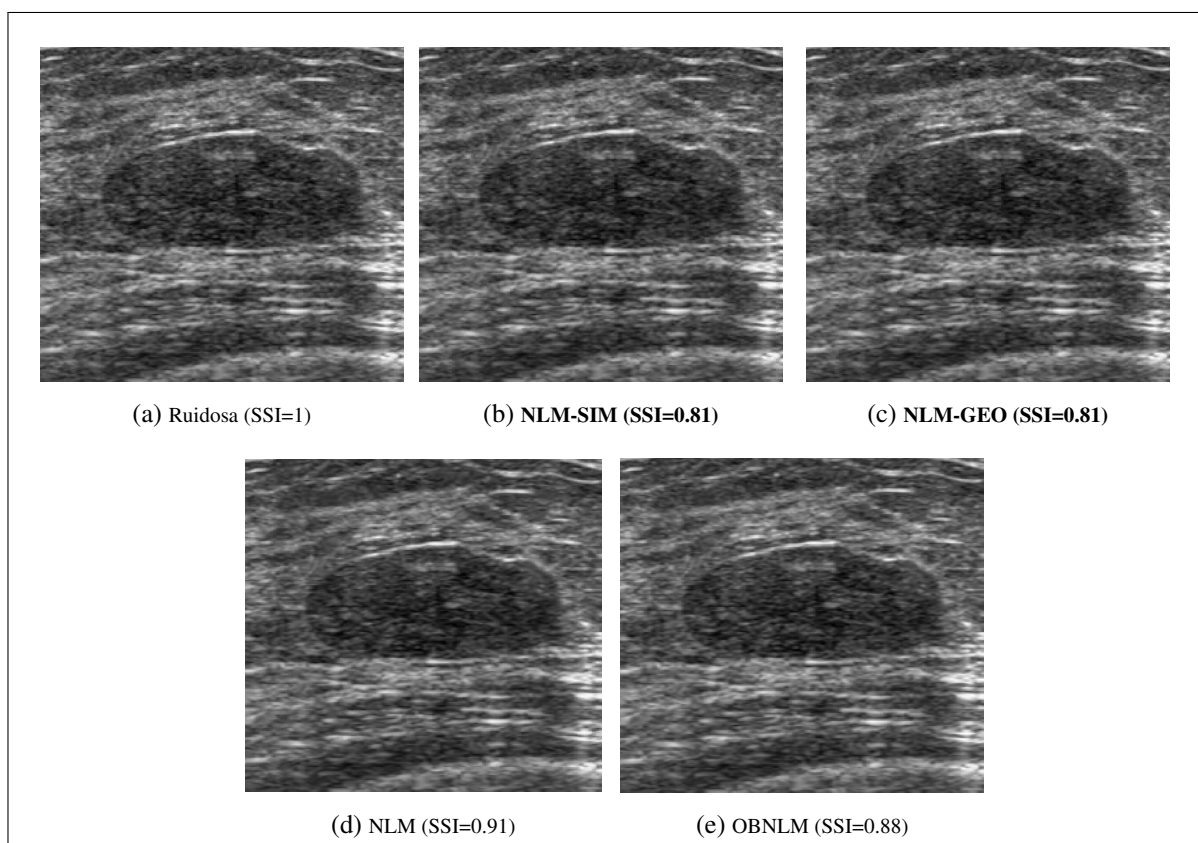 (a) Ruidosa (SSI=1)
(b) NLM-SIM (SSI=0.81)
(c) NLM-GEO (SSI=0.81)
(d) NLM (SSI=0.91)
(e) OBNLM (SSI=0.88)